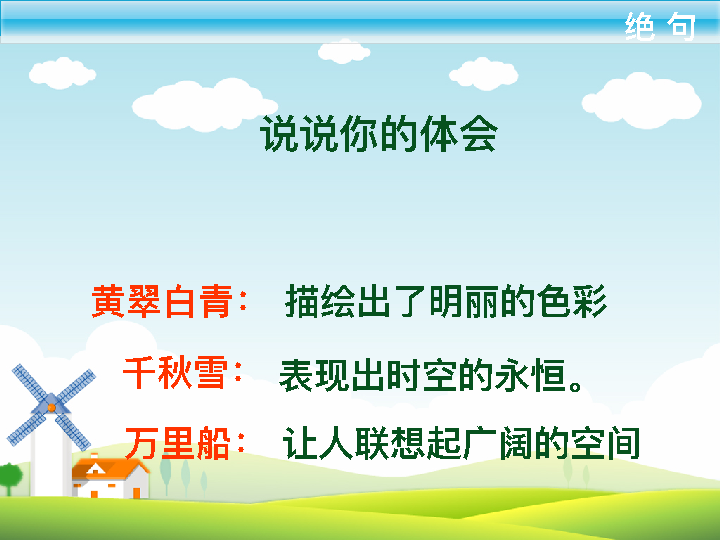 绝句
说说你的体会
黄翠白青： 描绘出了明丽的色彩
千秋雪： 表现出时空的永恒。
万里船： 让人联想起广阔的空间